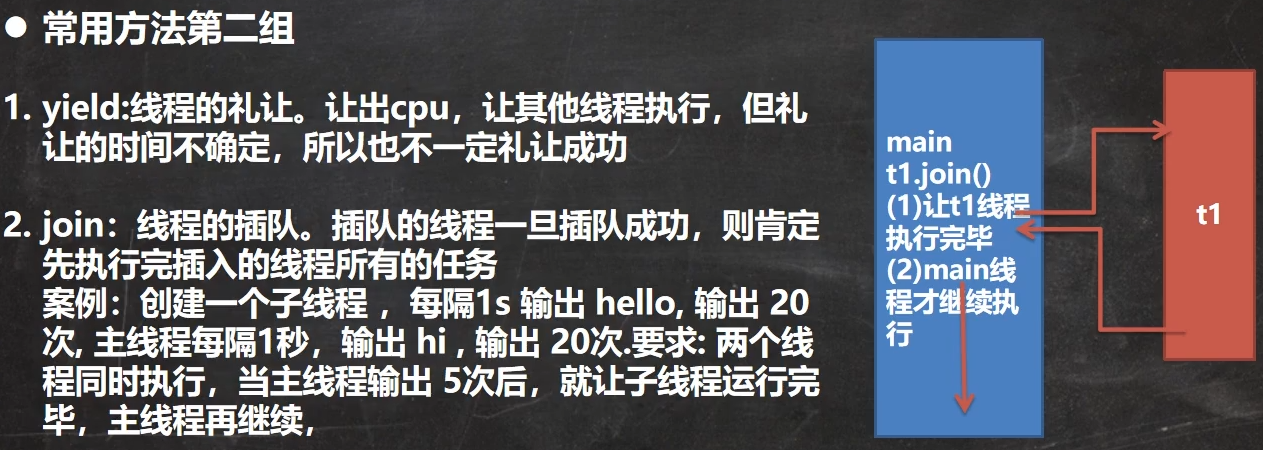 ● 常用方法第二组
1. yield:线程的礼让。让出cpu，让其他线程执行，但礼
让的时间不确定，所以也不一定礼让成功
2. join：线程的插队。插队的线程一旦插队成功，则肯定
先执行完插入的线程所有的任务
案例：创建一个子线程 ，每隔1s 输出 hello, 输出 20
次, 主线程每隔1秒，输出 hi , 输出 20次.要求: 两个线
程同时执行，当主线程输出 5次后，就让子线程运行完
毕，主线程再继续，
main
t1.join()
(1)让t1线程
执行完毕
(2)main线
程才继续执
行
t1